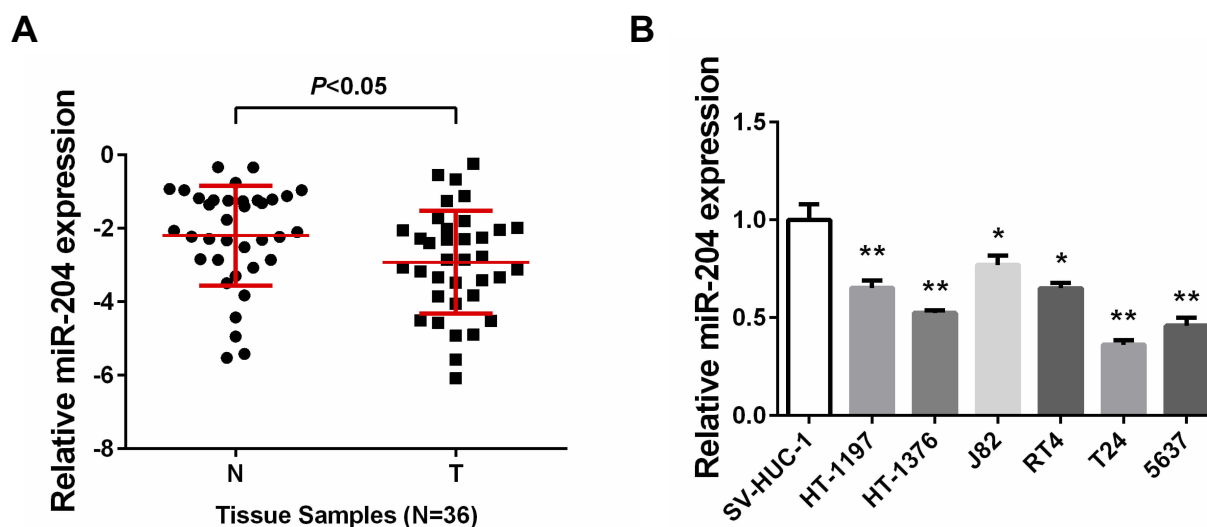 A
P<0.05
Relative miR-204 expression
0
-2
-4
-6
-8
N
T
Tissue Samples (N=36)
B
Relative miR-204 expression
1.5
1.0
0.5
0.0
**
**
*
*
**
**
SV-HUC-1
HT-1197
HT-1376
J82
RT4
T24
5637